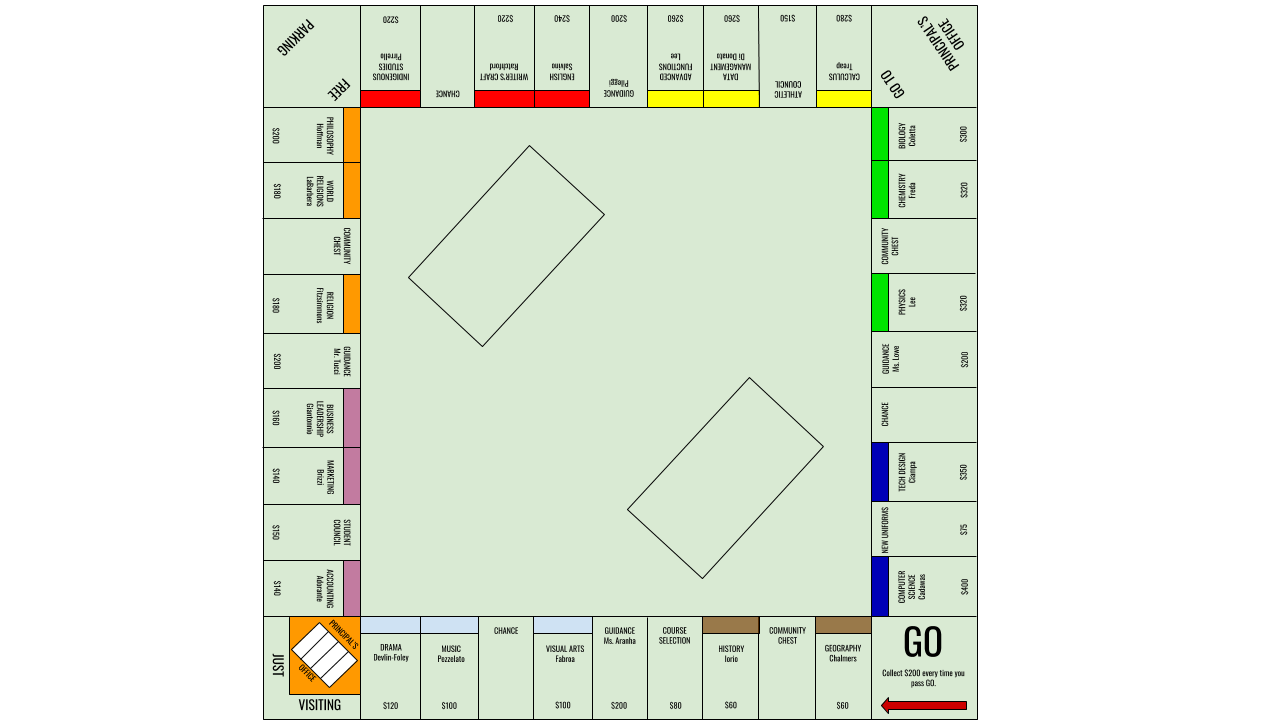 PARKING
FREE
$220
INDIGENOUS
STUDIES
Pirrello
CHANCE
$220
WRITER'S CRAFT
Ratchford
$240
ENGLISH
Salvino
$200
GUIDANCE
Pileggi
$260
ADVANCED
FUNCTIONS
Lee
$260
DATA
MANAGEMENT
Di Donato
$150
ATHLETIC
COUNCIL
$280
CALCULUS
Treap
GO TO
PRINCIPAL'S
OFFICE
$200
PHILOSOPHY
Hoffman
$180
WORLD
RELIGIONS
LaBarbera
COMMUNITY
CHEST
$180
RELIGION
Fitzsimmons
$200
GUIDANCE
Mr. Tucci
$160
BUSINESS
LEADERSHIP
Giantonnio
$140
MARKETING
Brizzi
$150
STUDENT
COUNCIL
$140
ACCOUNTING
Adorante
BIOLOGY
Coletta
$300
CHEMISTRY
Freda
$320
COMMUNITY
CHEST
PHYSICS
Lee
$320
GUIDANCE
Ms. Lowe
$200
CHANCE
TECH DESIGN
Ciampa
$350
NEW UNIFORMS
$75
COMPUTER
SCIENCE
Cadawas
$400
JUST
VISITING
PRINCIPAL'S
OFFICE
DRAMA
Devlin-Foley
$120
MUSIC
Pezzelato
$100
CHANCE
VISUAL ARTS
Fabroa
$100
GUIDANCE
Ms. Aranha
$200
COURSE
SELECTION
$80
HISTORY
Iorio
$60
COMMUNITY
CHEST
GEOGRAPHY
Chalmers
$60
GO
Collect $200 every time you
pass GO.